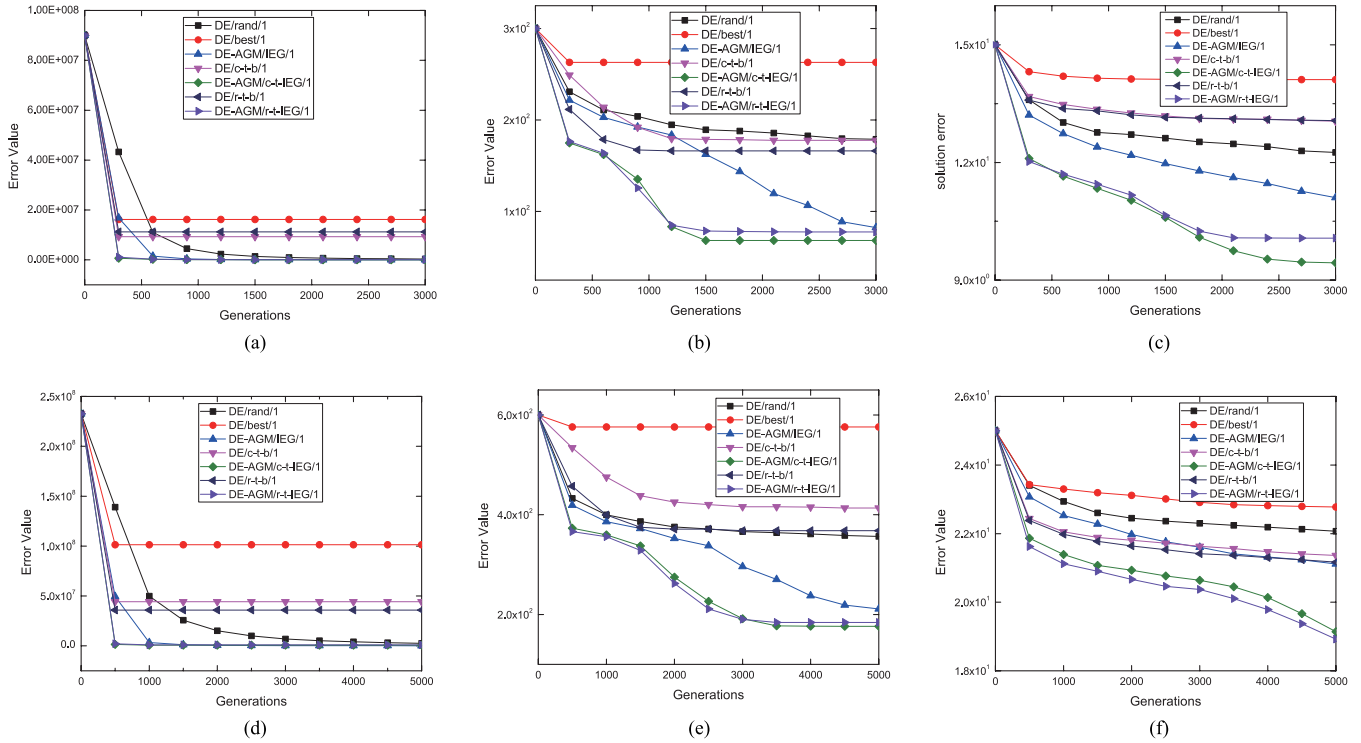 1.00E+008
8.00E+007
6.00E+007
4.00E+007
2.00E+007
0.00E+000
Error Value
0 500 1000 1500 2000 2500 3000
Generations
DE/rand/1
DE/best/1
DE-AGM/IEG/1
DE/c-t-b/1
DE-AGM/c-t-IEG/1
DE/r-t-b/1
DE-AGM/r-t-IEG/1
(a)
3x10²
2x10²
1x10²
Error Value
0 500 1000 1500 2000 2500 3000
Generations
DE/rand/1
DE/best/1
DE-AGM/IEG/1
DE/c-t-b/1
DE-AGM/c-t-IEG/1
DE/r-t-b/1
DE-AGM/r-t-IEG/1
(b)
1.5x10¹
1.2x10¹
9.0x10⁰
solution error
0 500 1000 1500 2000 2500 3000
Generations
DE/rand/1
DE/best/1
DE-AGM/IEG/1
DE/c-t-b/1
DE-AGM/c-t-IEG/1
DE/r-t-b/1
DE-AGM/r-t-IEG/1
(c)
2,5x10⁸
2,0x10⁸
1,5x10⁸
1,0x10⁸
5,0x10⁷
0,0
Error Value
0 1000 2000 3000 4000 5000
Generations
DE/rand/1
DE/best/1
DE-AGM/IEG/1
DE/c-t-b/1
DE-AGM/c-t-IEG/1
DE/r-t-b/1
DE-AGM/r-t-IEG/1
(d)
6,0x10²
4,0x10²
2,0x10²
Error Value
0 1000 2000 3000 4000 5000
Generations
DE/rand/1
DE/best/1
DE-AGM/IEG/1
DE/c-t-b/1
DE-AGM/c-t-IEG/1
DE/r-t-b/1
DE-AGM/r-t-IEG/1
(e)
2,6x10¹
2,4x10¹
2,2x10¹
2,0x10¹
1,8x10¹
Error Value
0 1000 2000 3000 4000 5000
Generations
DE/rand/1
DE/best/1
DE-AGM/IEG/1
DE/c-t-b/1
DE-AGM/c-t-IEG/1
DE/r-t-b/1
DE-AGM/r-t-IEG/1
(f)